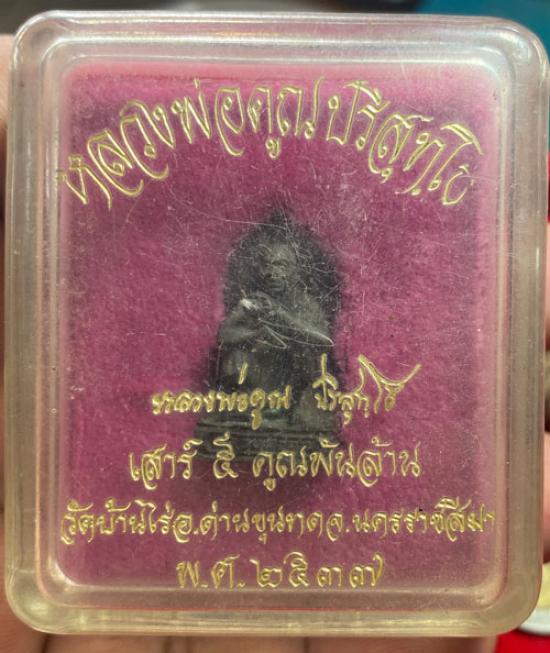 หลวงพ่อคูณปริสุทฺโธ
หลวงพ่อคูณ ปริสุทฺโธ
เสาร์ ๕ คูณพันล้าน
วัดบ้านไร่อ.ด่านขุนทดจ.นครราชสีมา
พ.ศ.๒๕๓๗